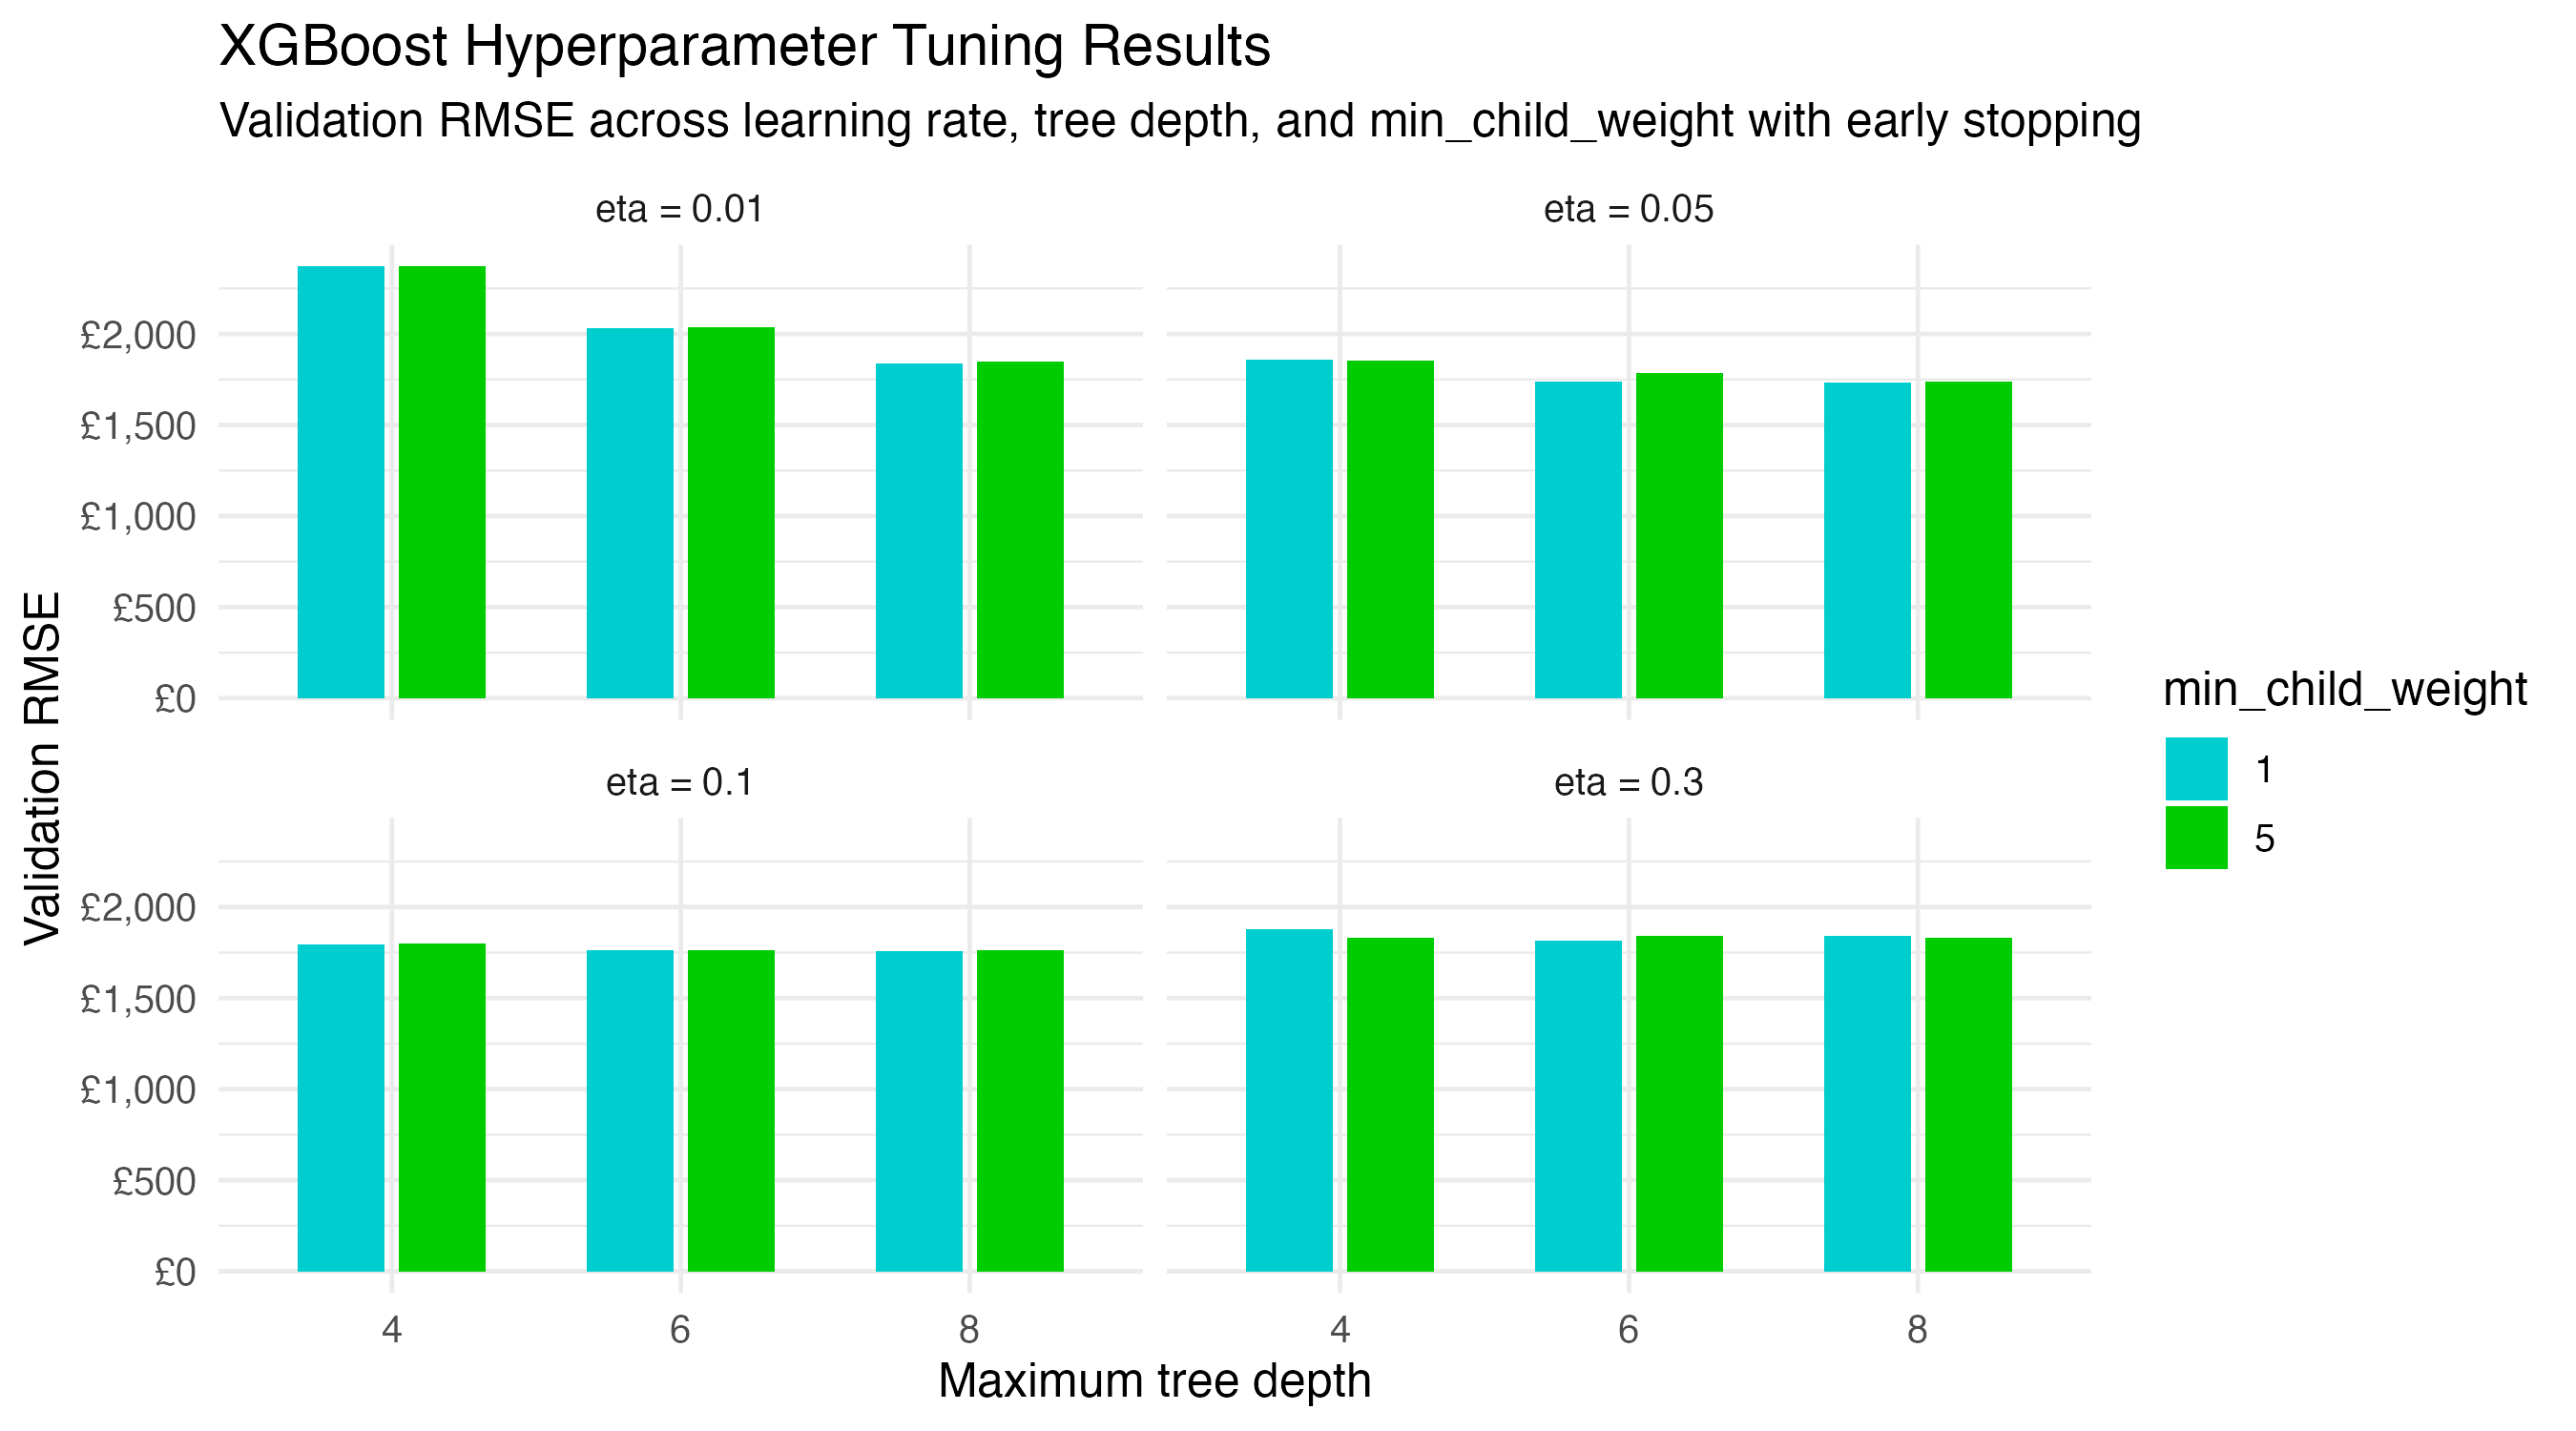 XGBoost Hyperparameter Tuning Results
Validation RMSE across learning rate, tree depth, and min_child_weight with early stopping
eta = 0.01
eta = 0.05
£2,000
£1,500
£1,000
£500
£0
eta = 0.1
eta = 0.3
£2,000
£1,500
£1,000
£500
£0
4
6
8
4
6
8
Maximum tree depth
Validation RMSE
min_child_weight
1
5